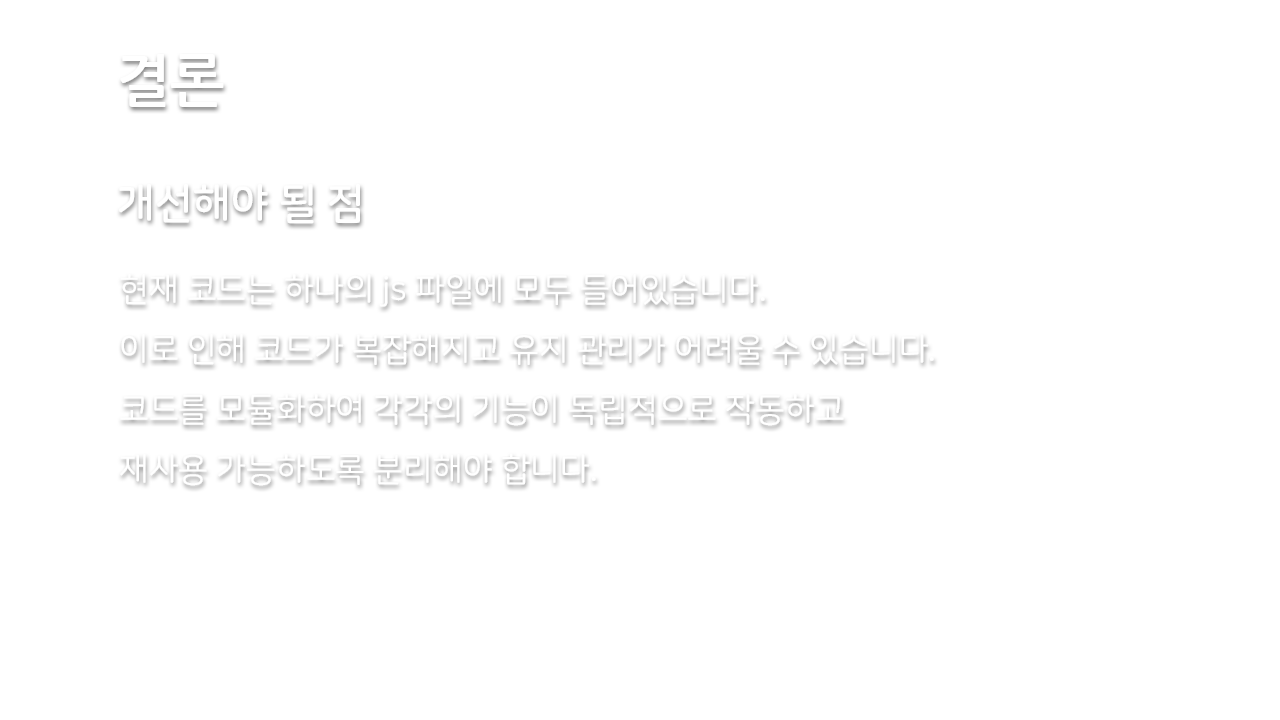 결론
개선해야 될 점
현재 코드는 하나의 js 파일에 모두 들어있습니다.
이로 인해 코드가 복잡해지고 유지 관리가 어려울 수 있습니다.
코드를 모듈화하여 각각의 기능이 독립적으로 작동하고
재사용 가능하도록 분리해야 합니다.